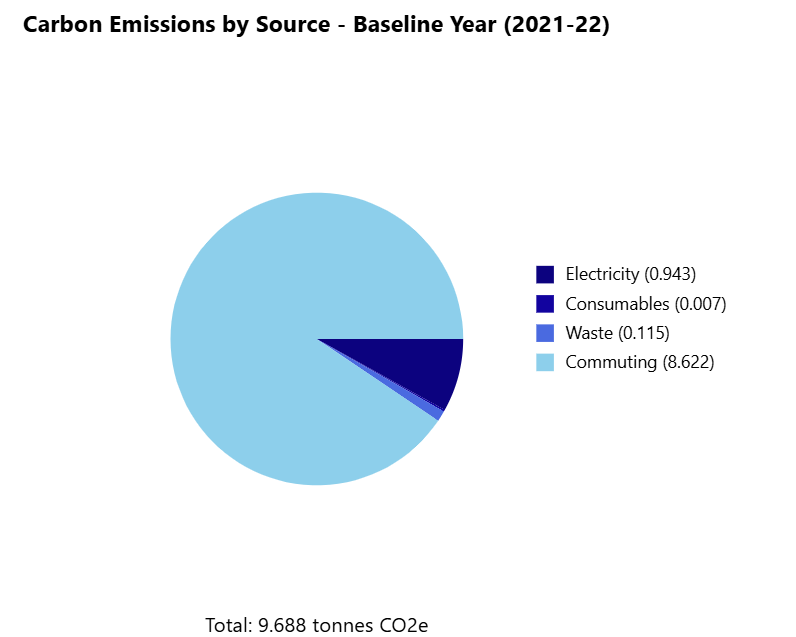 Carbon Emissions by Source - Baseline Year (2021-22)
Electricity (0.943)
Consumables (0.007)
Waste (0.115)
Commuting (8.622)
Total: 9.688 tonnes CO2e